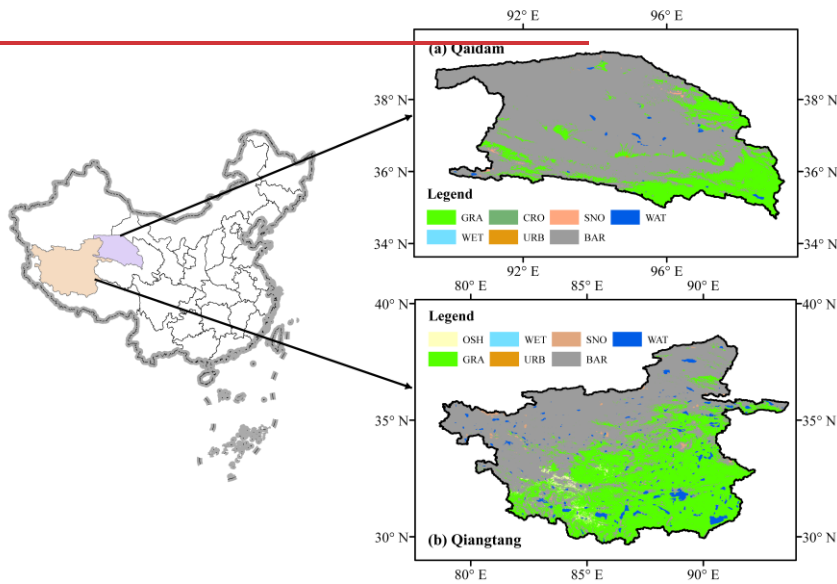 92° E 96° E
(a) Qaidam
38° N 38° N
36° N 36° N
Legend
GRA CRO SNO WAT
WET URB BAR
34° N 34° N
92° E 96° E
80° E 85° E 90° E
40° N 40° N
Legend
OSH WET SNO WAT
GRA URB BAR
35° N 35° N
30° N 30° N
(b) Qiangtang
80° E 85° E 90° E